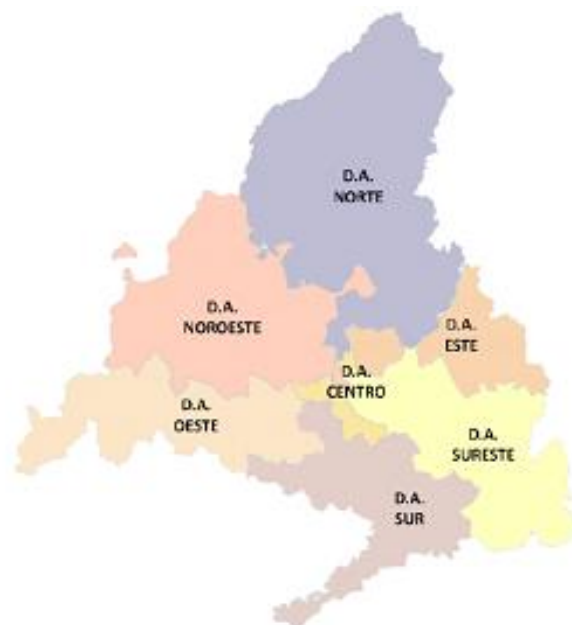 D.A.
NORTE
D.A.
NOROESTE
D.A.
ESTE
D.A.
CENTRO
D.A.
OESTE
D.A.
SURESTE
D.A.
SUR